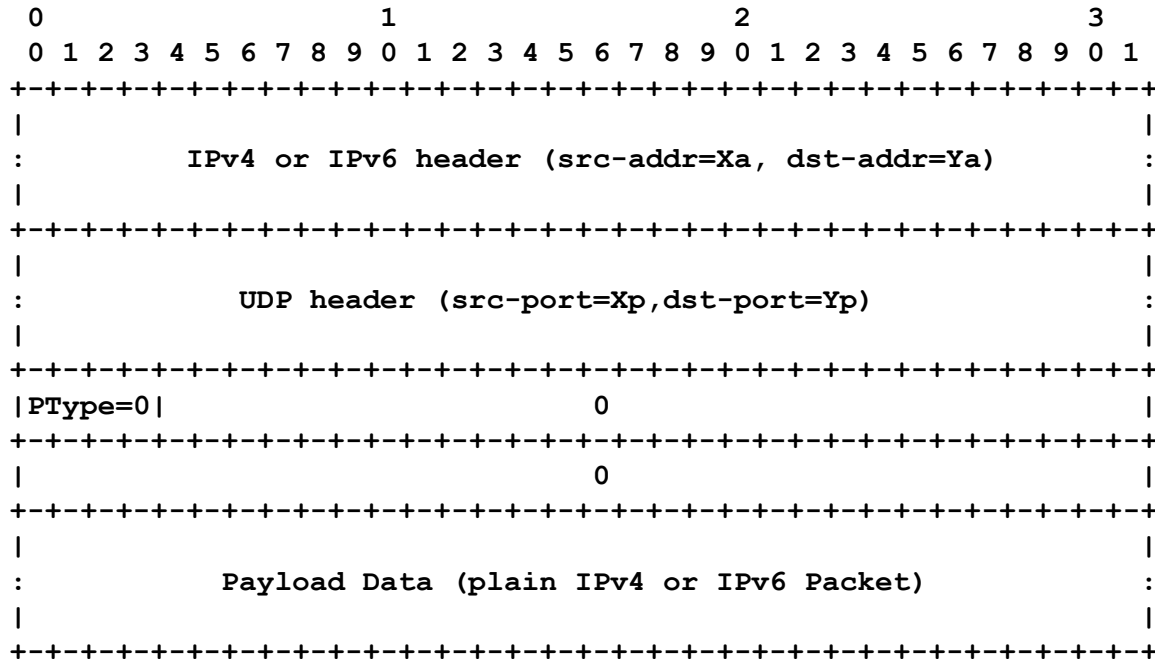 0                   1                   2                   3
 0 1 2 3 4 5 6 7 8 9 0 1 2 3 4 5 6 7 8 9 0 1 2 3 4 5 6 7 8 9 0 1
+-+-+-+-+-+-+-+-+-+-+-+-+-+-+-+-+-+-+-+-+-+-+-+-+-+-+-+-+-+-+-+-+
|                                                               |
:         IPv4 or IPv6 header (src-addr=Xa, dst-addr=Ya)        :
|                                                               |
+-+-+-+-+-+-+-+-+-+-+-+-+-+-+-+-+-+-+-+-+-+-+-+-+-+-+-+-+-+-+-+-+
|                                                               |
:            UDP header (src-port=Xp,dst-port=Yp)               :
|                                                               |
+-+-+-+-+-+-+-+-+-+-+-+-+-+-+-+-+-+-+-+-+-+-+-+-+-+-+-+-+-+-+-+-+
|PType=0|                        0                              |
+-+-+-+-+-+-+-+-+-+-+-+-+-+-+-+-+-+-+-+-+-+-+-+-+-+-+-+-+-+-+-+-+
|                                0                              |
+-+-+-+-+-+-+-+-+-+-+-+-+-+-+-+-+-+-+-+-+-+-+-+-+-+-+-+-+-+-+-+-+
|                                                               |
:           Payload Data (plain IPv4 or IPv6 Packet)            :
|                                                               |
+-+-+-+-+-+-+-+-+-+-+-+-+-+-+-+-+-+-+-+-+-+-+-+-+-+-+-+-+-+-+-+-+